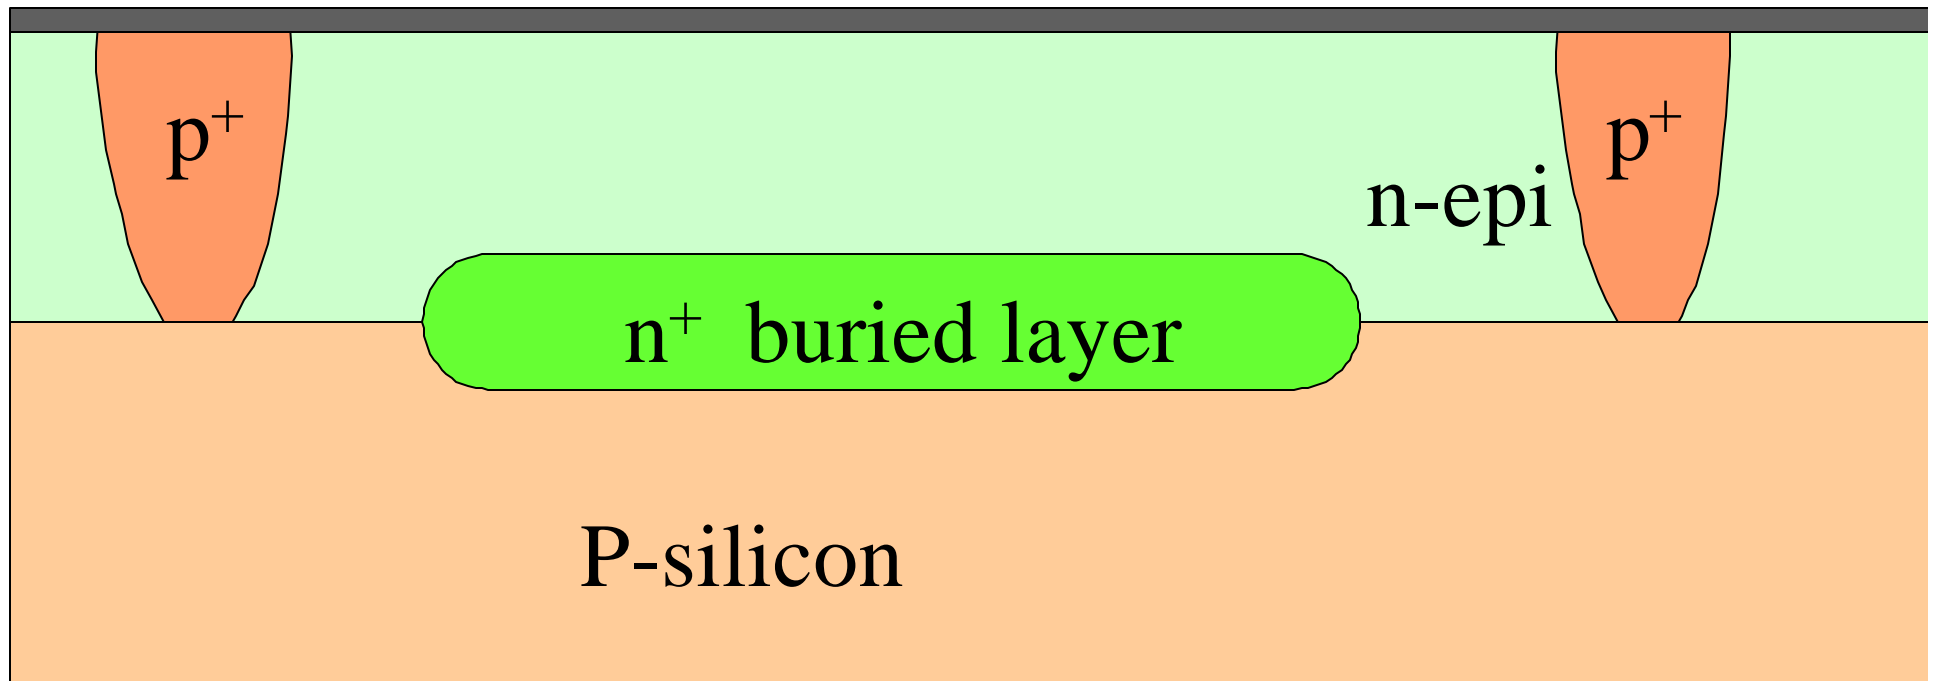 p⁺
p⁺
n-epi
n⁺ buried layer
P-silicon